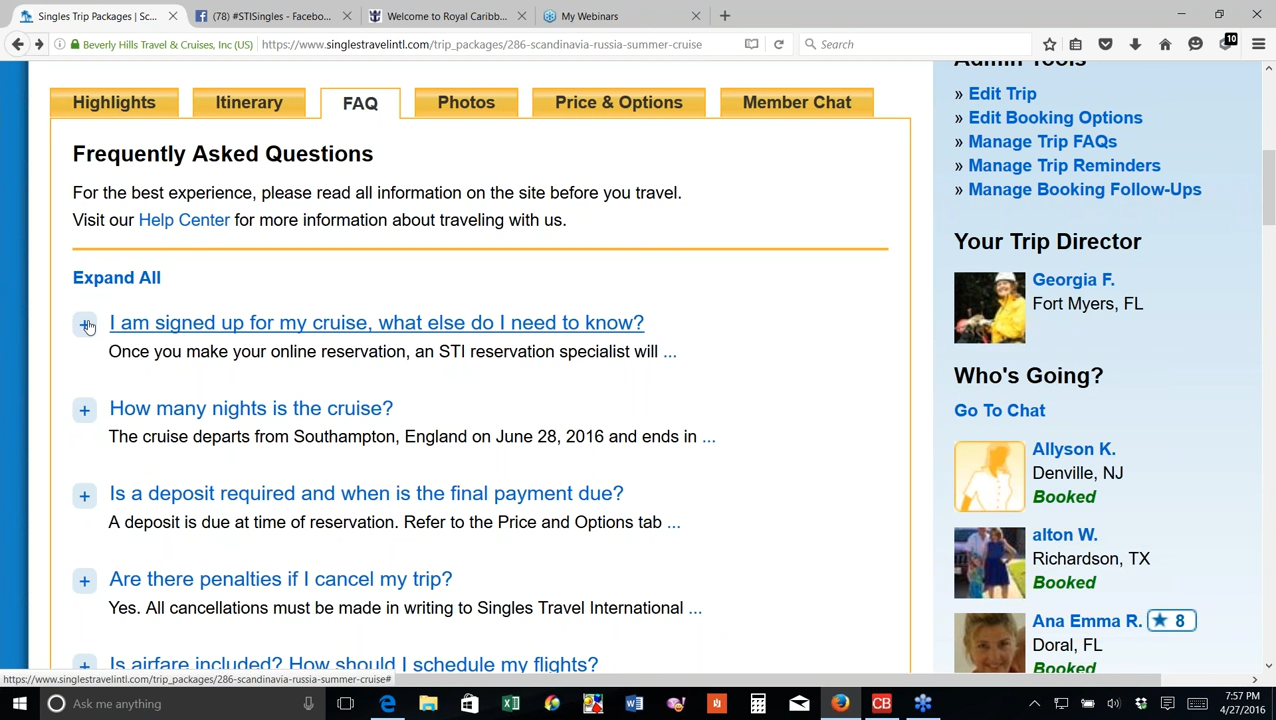 Singles Trip Packages | Sc...
(78) #STISingles - Facebo...
Welcome to Royal Caribb...
My Webinars
Beverly Hills Travel & Cruises, Inc (US)
https://www.singlestravelintl.com/trip_packages/286-scandinavia-russia-summer-cruise
Search
10
Highlights
Itinerary
FAQ
Photos
Price & Options
Member Chat
Frequently Asked Questions
For the best experience, please read all information on the site before you travel.
Visit our Help Center for more information about traveling with us.
Expand All
+ I am signed up for my cruise, what else do I need to know?
Once you make your online reservation, an STI reservation specialist will ...
+ How many nights is the cruise?
The cruise departs from Southampton, England on June 28, 2016 and ends in ...
+ Is a deposit required and when is the final payment due?
A deposit is due at time of reservation. Refer to the Price and Options tab ...
+ Are there penalties if I cancel my trip?
Yes. All cancellations must be made in writing to Singles Travel International ...
+ Is airfare included? How should I schedule my flights?
Admin Tools
» Edit Trip
» Edit Booking Options
» Manage Trip FAQs
» Manage Trip Reminders
» Manage Booking Follow-Ups
Your Trip Director
Georgia F.
Fort Myers, FL
Who's Going?
Go To Chat
Allyson K.
Denville, NJ
Booked
alton W.
Richardson, TX
Booked
Ana Emma R. ★ 8
Doral, FL
Booked
https://www.singlestravelintl.com/trip_packages/286-scandinavia-russia-summer-cruise#
Ask me anything
CB
7:57 PM
4/27/2016